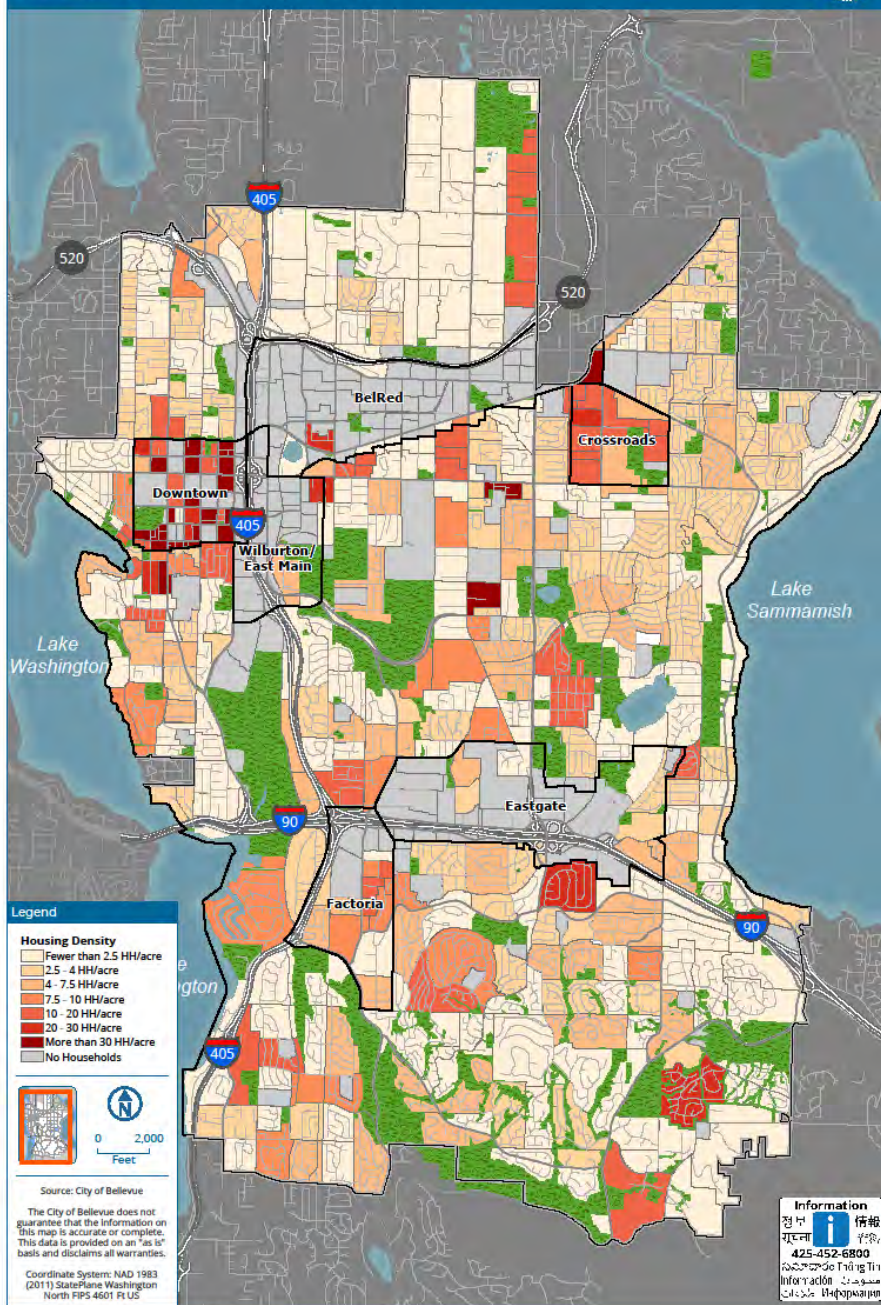 405
520
520
BelRed
Crossroads
Downtown
405
Wilburton/
East Main
Lake
Sammamish
Lake
Washington
Eastgate
90
Factoria
90
405
Legend
Housing Density
Fewer than 2.5 HH/acre
2.5 - 4 HH/acre
4 - 7.5 HH/acre
7.5 - 10 HH/acre
10 - 20 HH/acre
20 - 30 HH/acre
More than 30 HH/acre
No Households
N
0 2,000
Feet
Source: City of Bellevue
The City of Bellevue does not
guarantee that the information on
this map is accurate or complete.
This data is provided on an "as is"
basis and disclaims all warranties.
Coordinate System: NAD 1983
(2011) StatePlane Washington
North FIPS 4601 Ft US
Information
정보 i 情報
सूचना
425-452-6800
Información
Информация